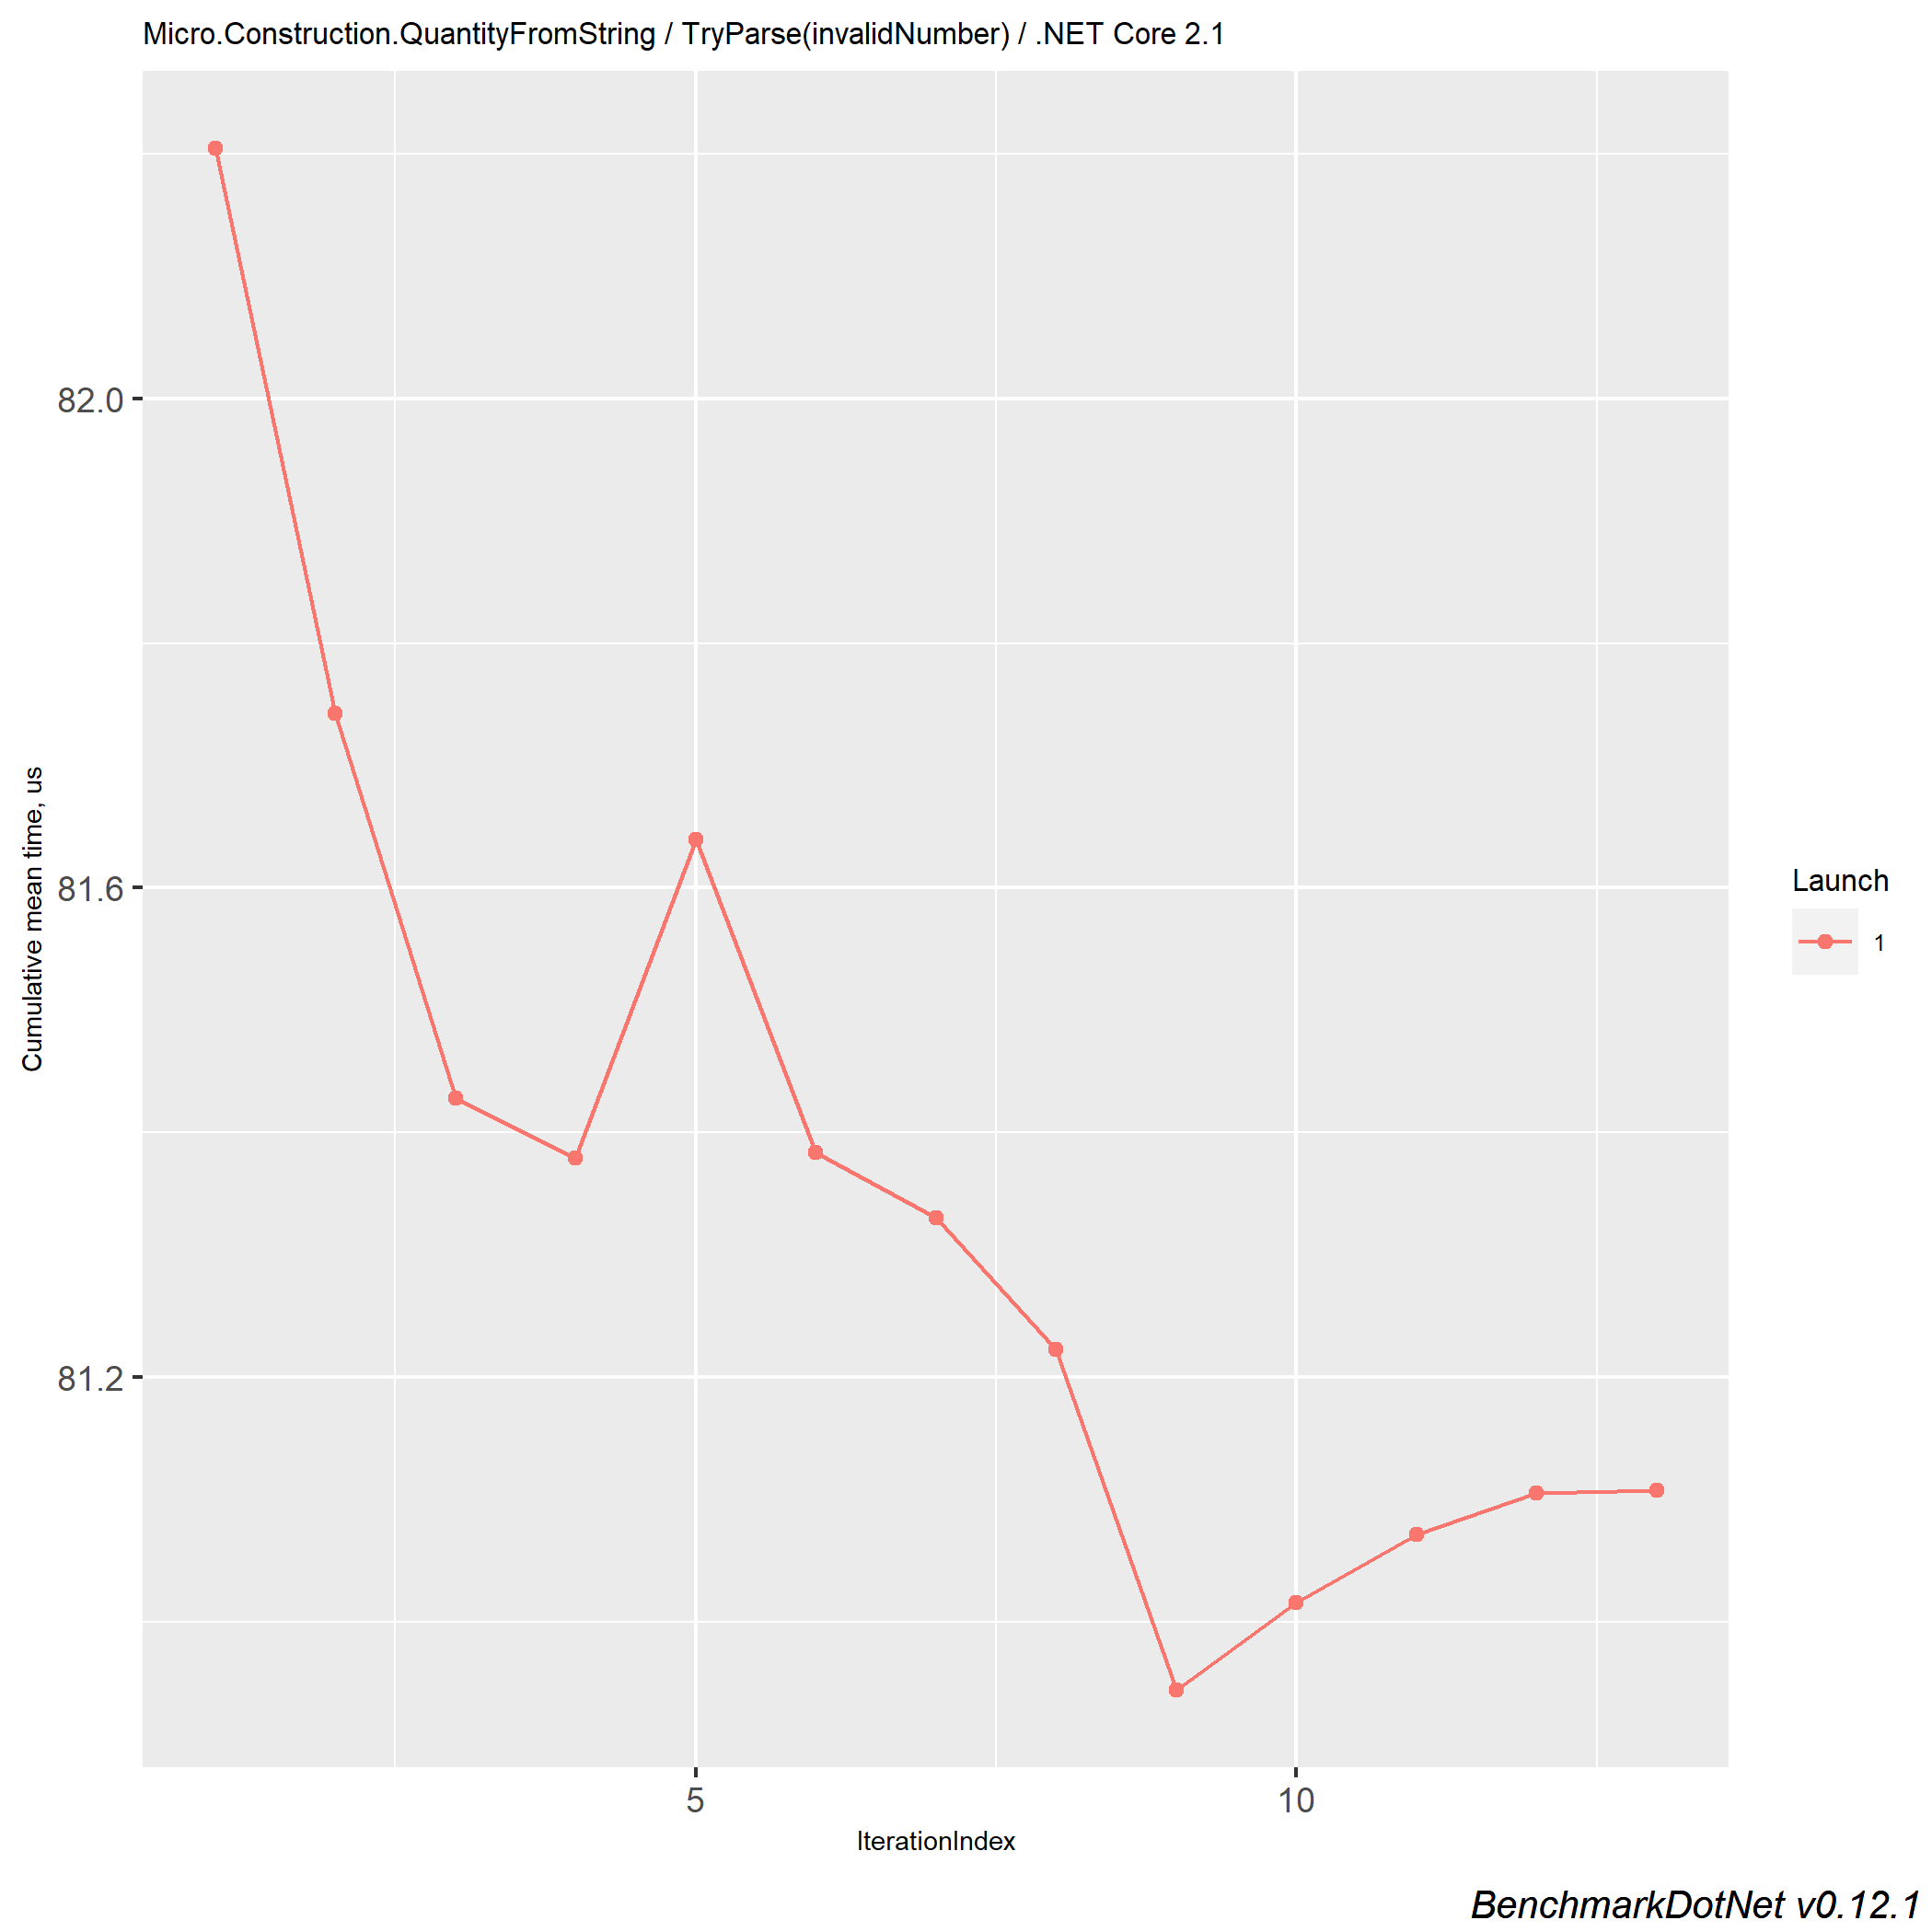 Micro.Construction.QuantityFromString / TryParse(invalidNumber) / .NET Core 2.1
82.0
81.6
81.2
Cumulative mean time, us
5
10
IterationIndex
Launch
1
BenchmarkDotNet v0.12.1